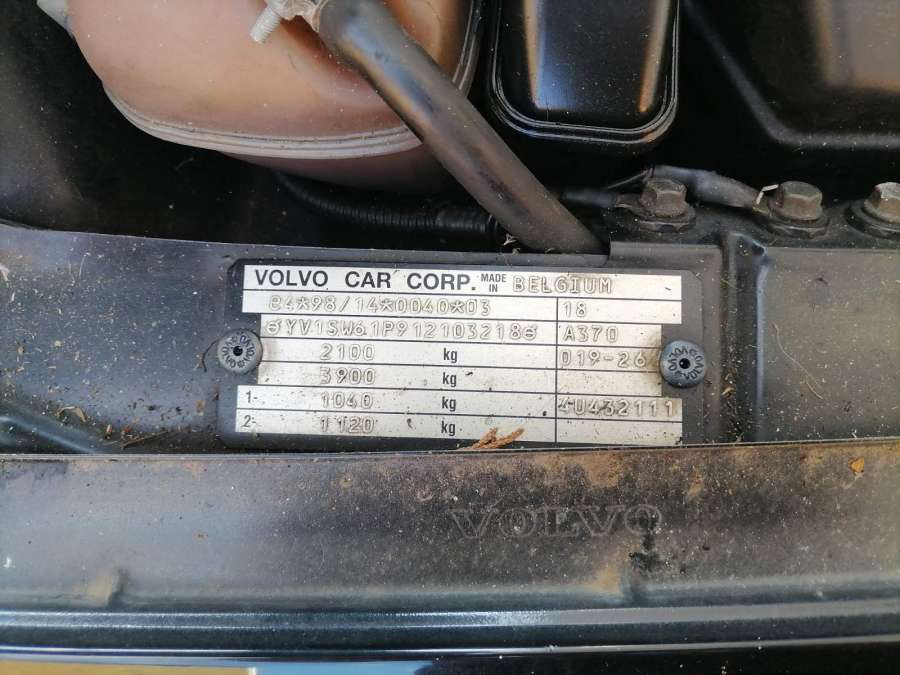 VOLVO CAR CORP. MADE IN BELGIUM
e4*98/14*0040*03 18
YV1SW61P912103218 A370
2100 kg 019-26
3900 kg
1- 1040 kg 4U432111
2- 1120 kg
VOLVO